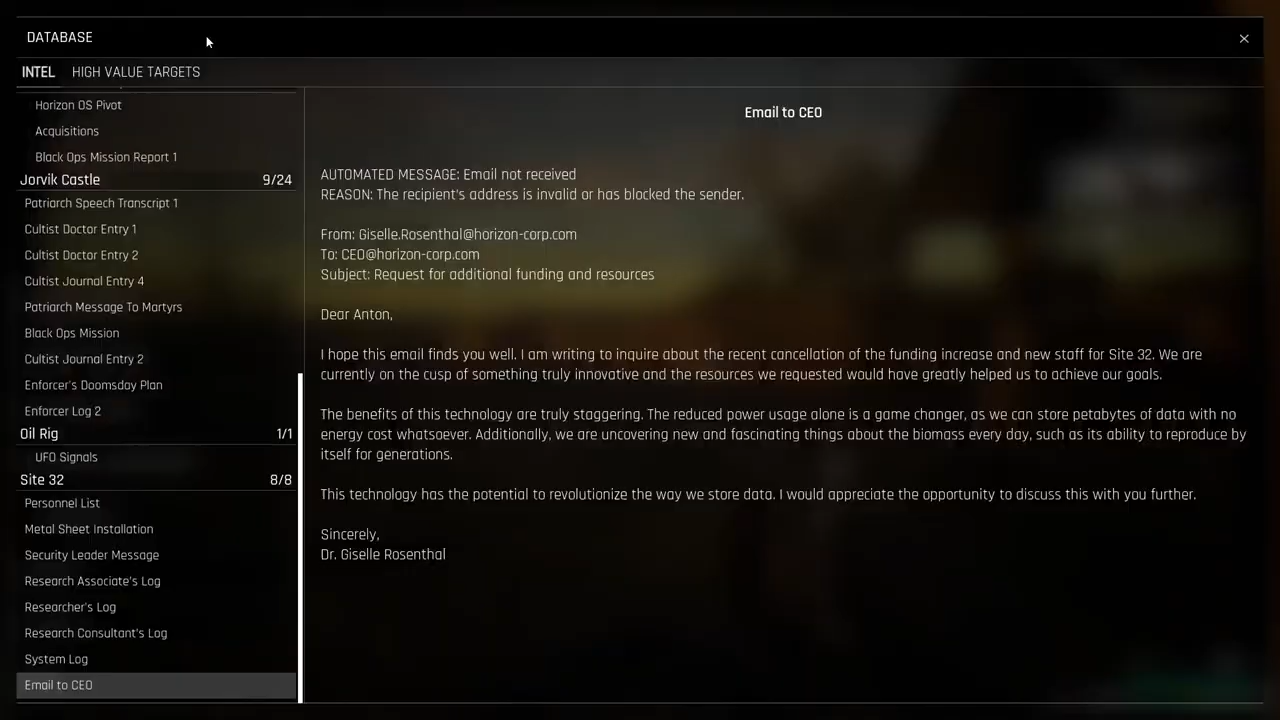 DATABASE
INTEL
HIGH VALUE TARGETS
Horizon OS Pivot
Acquisitions
Black Ops Mission Report 1
Jorvik Castle 9/24
Patriarch Speech Transcript 1
Cultist Doctor Entry 1
Cultist Doctor Entry 2
Cultist Journal Entry 4
Patriarch Message To Martyrs
Black Ops Mission
Cultist Journal Entry 2
Enforcer's Doomsday Plan
Enforcer Log 2
Oil Rig 1/1
UFO Signals
Site 32 8/8
Personnel List
Metal Sheet Installation
Security Leader Message
Research Associate's Log
Researcher's Log
Research Consultant's Log
System Log
Email to CEO
Email to CEO
AUTOMATED MESSAGE: Email not received
REASON: The recipient's address is invalid or has blocked the sender.
From: Giselle.Rosenthal@horizon-corp.com
To: CEO@horizon-corp.com
Subject: Request for additional funding and resources
Dear Anton,
I hope this email finds you well. I am writing to inquire about the recent cancellation of the funding increase and new staff for Site 32. We are
currently on the cusp of something truly innovative and the resources we requested would have greatly helped us to achieve our goals.
The benefits of this technology are truly staggering. The reduced power usage alone is a game changer, as we can store petabytes of data with no
energy cost whatsoever. Additionally, we are uncovering new and fascinating things about the biomass every day, such as its ability to reproduce by
itself for generations.
This technology has the potential to revolutionize the way we store data. I would appreciate the opportunity to discuss this with you further.
Sincerely,
Dr. Giselle Rosenthal